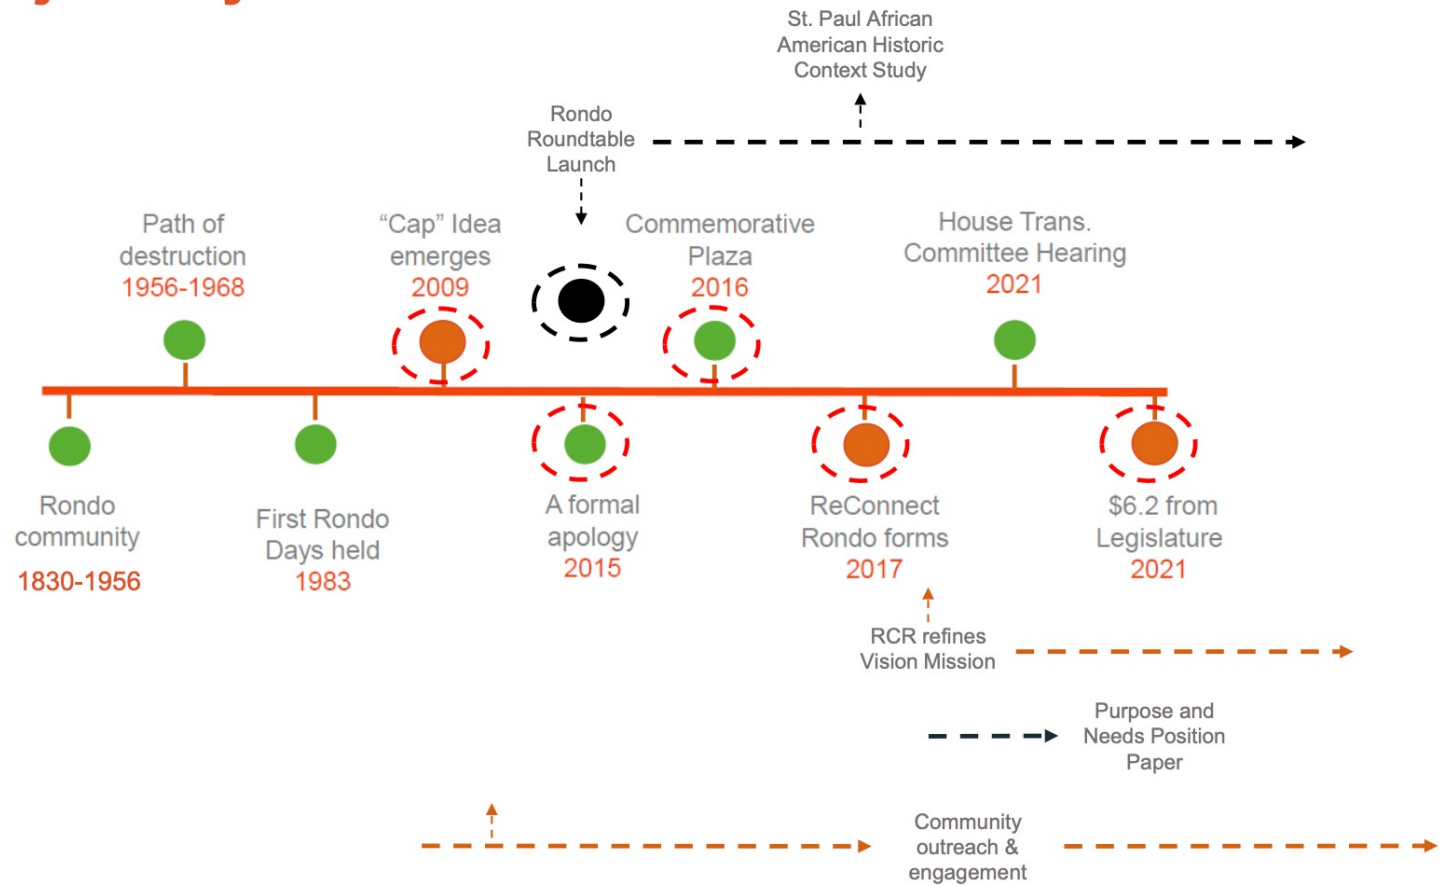 St. Paul African
American Historic
Context Study
Rondo
Roundtable
Launch
Path of
destruction
1956-1968
“Cap” Idea
emerges
2009
Commemorative
Plaza
2016
House Trans.
Committee Hearing
2021
Rondo
community
1830-1956
First Rondo
Days held
1983
A formal
apology
2015
ReConnect
Rondo forms
2017
$6.2 from
Legislature
2021
RCR refines
Vision Mission
Purpose and
Needs Position
Paper
Community
outreach &
engagement